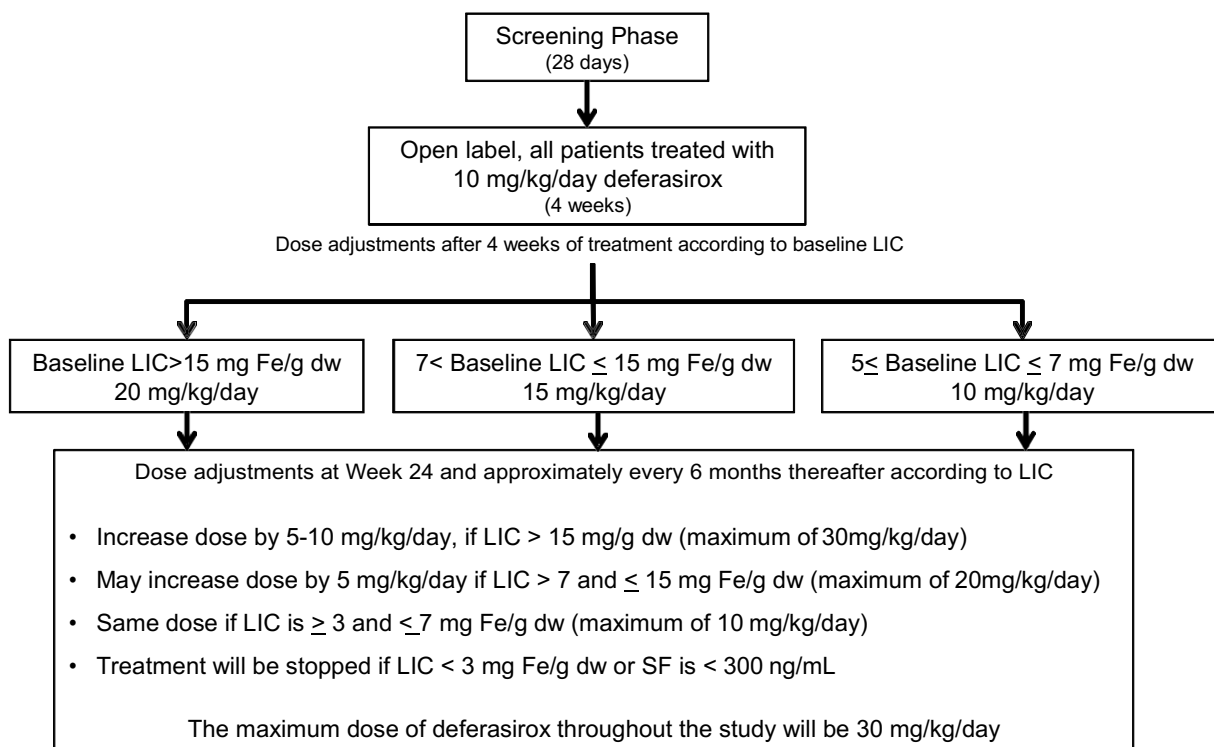 Screening Phase
(28 days)
Open label, all patients treated with
10 mg/kg/day deferasirox
(4 weeks)
Dose adjustments after 4 weeks of treatment according to baseline LIC
Baseline LIC>15 mg Fe/g dw
20 mg/kg/day
7< Baseline LIC ≤ 15 mg Fe/g dw
15 mg/kg/day
5≤ Baseline LIC ≤ 7 mg Fe/g dw
10 mg/kg/day
Dose adjustments at Week 24 and approximately every 6 months thereafter according to LIC
• Increase dose by 5-10 mg/kg/day, if LIC > 15 mg/g dw (maximum of 30mg/kg/day)
• May increase dose by 5 mg/kg/day if LIC > 7 and ≤ 15 mg Fe/g dw (maximum of 20mg/kg/day)
• Same dose if LIC is ≥ 3 and ≤ 7 mg Fe/g dw (maximum of 10 mg/kg/day)
• Treatment will be stopped if LIC < 3 mg Fe/g dw or SF is < 300 ng/mL
The maximum dose of deferasirox throughout the study will be 30 mg/kg/day